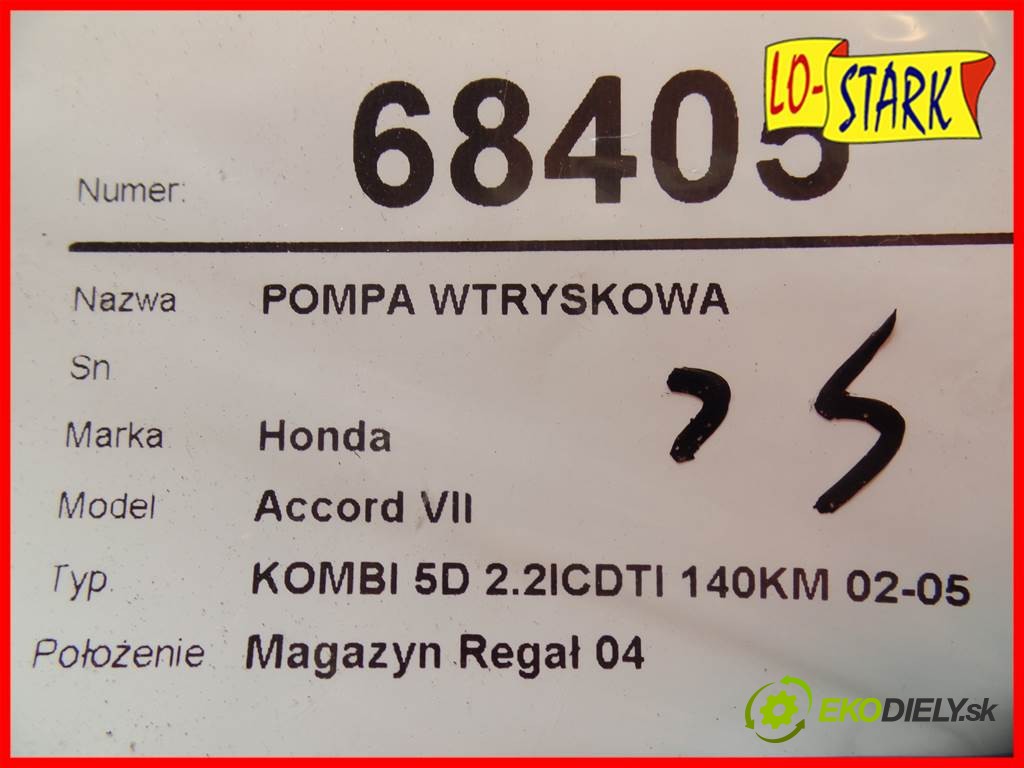 LO-STARK
Numer: 68405
Nazwa POMPA WTRYSKOWA
Sn
Marka Honda
Model Accord VII
Typ. KOMBI 5D 2.2ICDTI 140KM 02-05
Położenie Magazyn Regał 04
EKODIELY.sk